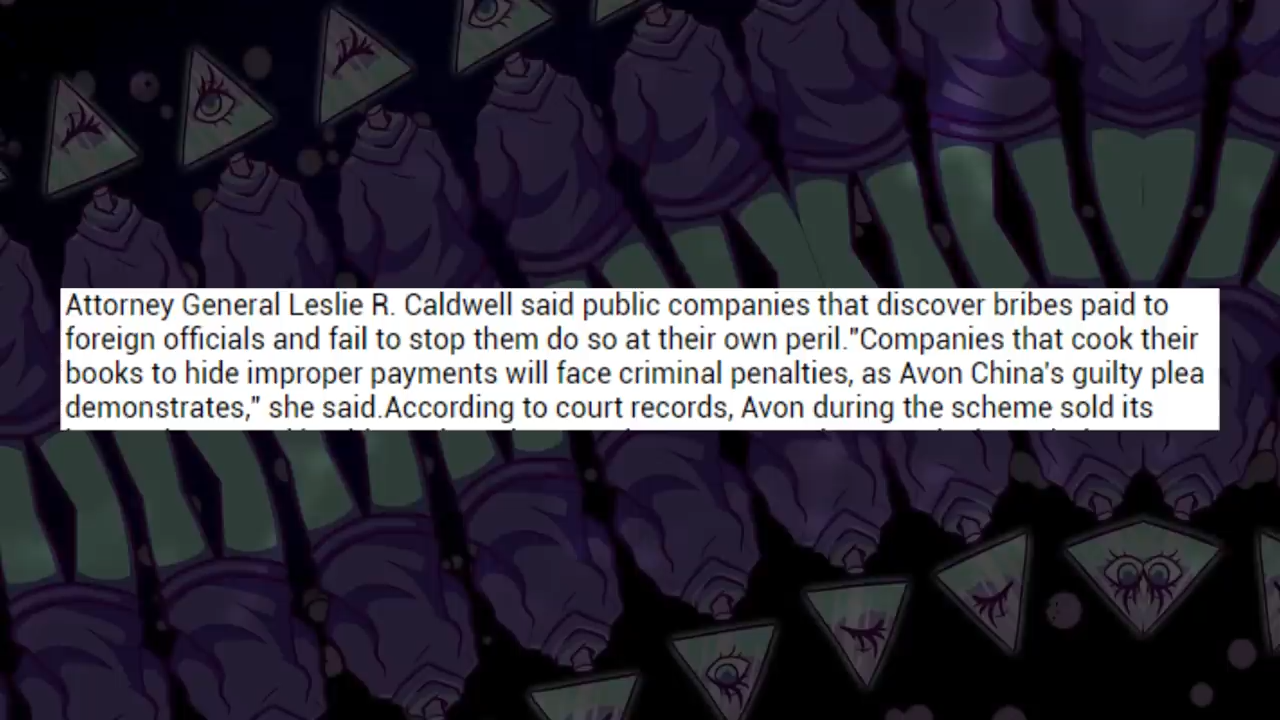 Attorney General Leslie R. Caldwell said public companies that discover bribes paid to
foreign officials and fail to stop them do so at their own peril."Companies that cook their
books to hide improper payments will face criminal penalties, as Avon China's guilty plea
demonstrates," she said.According to court records, Avon during the scheme sold its